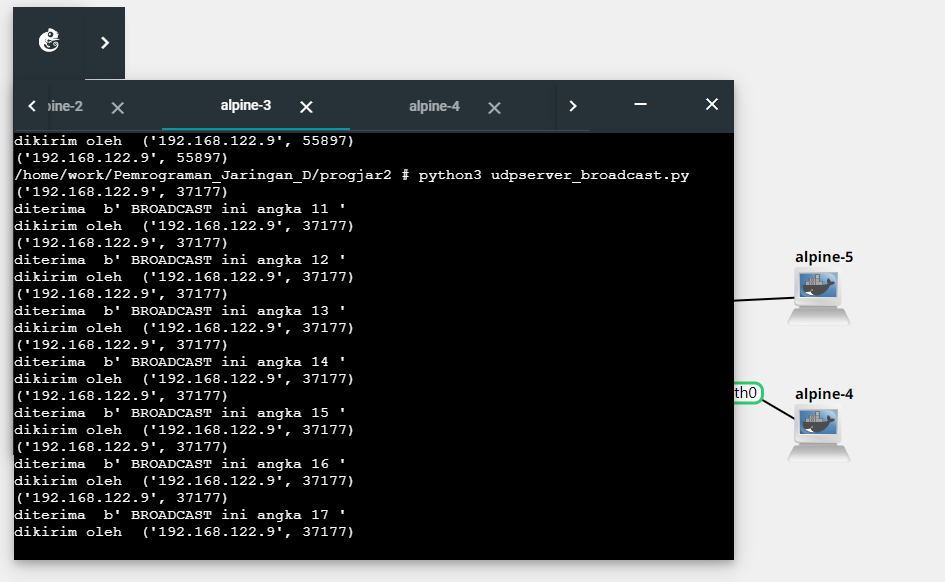 pine-2
alpine-3
alpine-4
dikirim oleh  ('192.168.122.9', 55897)
('192.168.122.9', 55897)
/home/work/Pemrograman_Jaringan_D/progjar2 # python3 udpserver_broadcast.py
('192.168.122.9', 37177)
diterima  b' BROADCAST ini angka 11 '
dikirim oleh  ('192.168.122.9', 37177)
('192.168.122.9', 37177)
diterima  b' BROADCAST ini angka 12 '
dikirim oleh  ('192.168.122.9', 37177)
('192.168.122.9', 37177)
diterima  b' BROADCAST ini angka 13 '
dikirim oleh  ('192.168.122.9', 37177)
('192.168.122.9', 37177)
diterima  b' BROADCAST ini angka 14 '
dikirim oleh  ('192.168.122.9', 37177)
('192.168.122.9', 37177)
diterima  b' BROADCAST ini angka 15 '
dikirim oleh  ('192.168.122.9', 37177)
('192.168.122.9', 37177)
diterima  b' BROADCAST ini angka 16 '
dikirim oleh  ('192.168.122.9', 37177)
('192.168.122.9', 37177)
diterima  b' BROADCAST ini angka 17 '
dikirim oleh  ('192.168.122.9', 37177)
alpine-5
th0
alpine-4